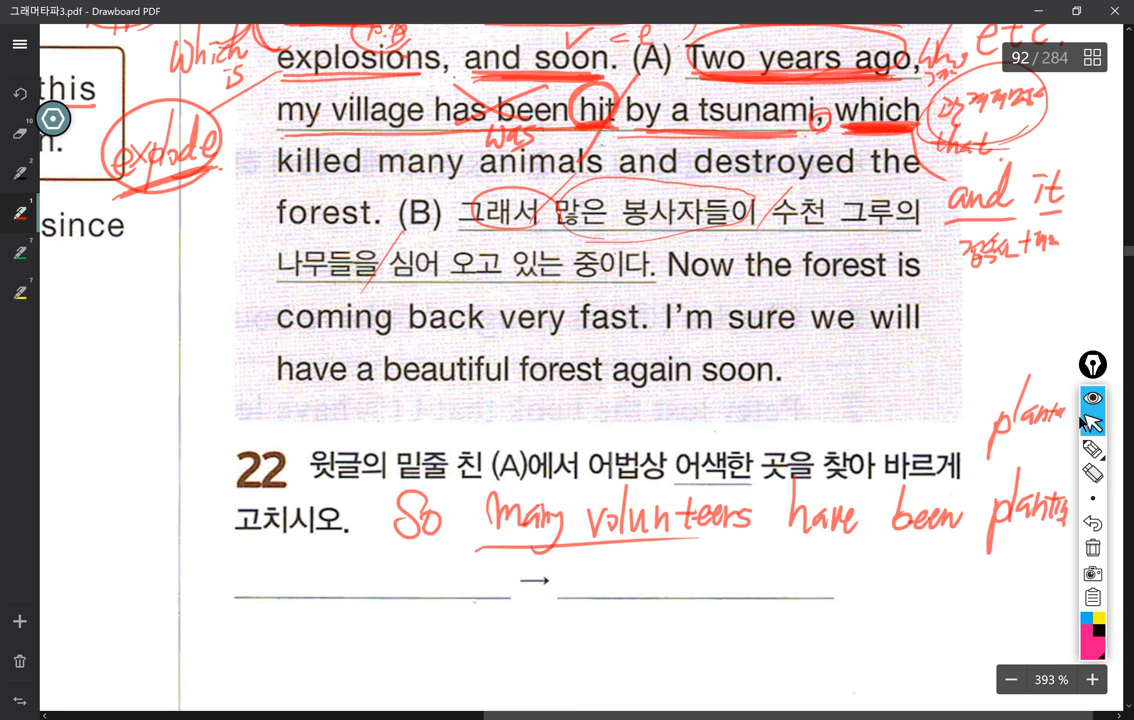 그래머타파3.pdf - Drawboard PDF
92 / 284
which is
explosions, and soon. (A) Two years ago,
etc.
this
my village has been hit by a tsunami, which
was
n.
explode
that.
killed many animals and destroyed the
and it
since
forest. (B) 그래서 많은 봉사자들이 수천 그루의
접속사+
나무들을 심어 오고 있는 중이다. Now the forest is
coming back very fast. I'm sure we will
have a beautiful forest again soon.
22 윗글의 밑줄 친 (A)에서 어법상 어색한 곳을 찾아 바르게
고치시오.
So many volunteers have been planting
→
393 %